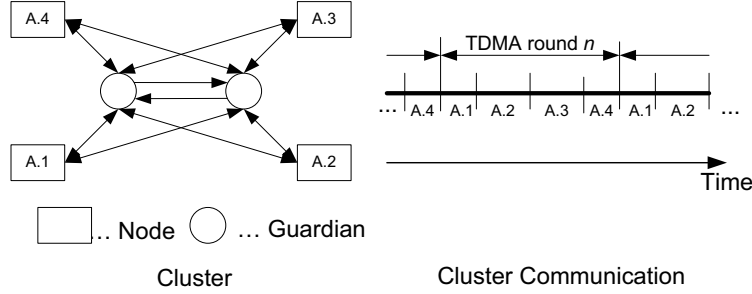 A.4
A.3
A.1
A.2
… Node
… Guardian
Cluster
TDMA round n
… A.4 A.1 A.2 A.3 A.4 A.1 A.2 …
Time
Cluster Communication